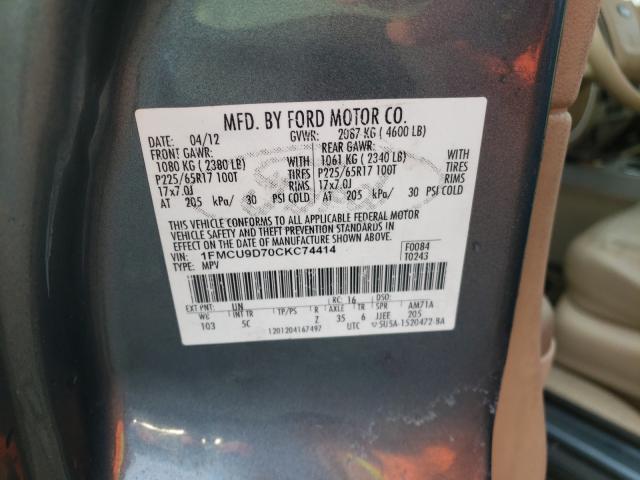 MFD. BY FORD MOTOR CO.
DATE: 04/12 GVWR: 2087 KG ( 4600 LB)
FRONT GAWR: REAR GAWR:
1080 KG ( 2380 LB) WITH 1061 KG ( 2340 LB) WITH
P225/65R17 100T TIRES P225/65R17 100T TIRES
17x7.0J RIMS 17x7.0J RIMS
AT 205 kPa/ 30 PSI COLD AT 205 kPa/ 30 PSI COLD
THIS VEHICLE CONFORMS TO ALL APPLICABLE FEDERAL MOTOR
VEHICLE SAFETY AND THEFT PREVENTION STANDARDS IN
EFFECT ON THE DATE OF MANUFACTURE SHOWN ABOVE.
VIN: 1FMCU9D70CKC74414 F0084
TYPE: MPV T0243
EXT PNT: UN RC: 16 DSO:
WB INT TR TP/PS R AXLE TR SPR AM71A
103 5C Z 35 6 JJEE 205
1201204167497 UTC 5U5A-1520472-BA